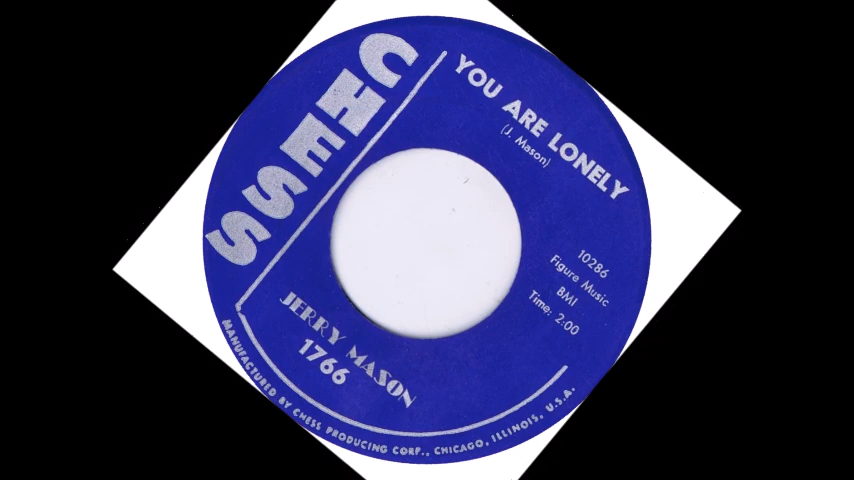 CHESS
YOU ARE LONELY
(J. Mason)
10286
Figure Music
BMI
Time: 2:00
JERRY MASON
1766
MANUFACTURED BY CHESS PRODUCING CORP., CHICAGO, ILLINOIS, U.S.A.